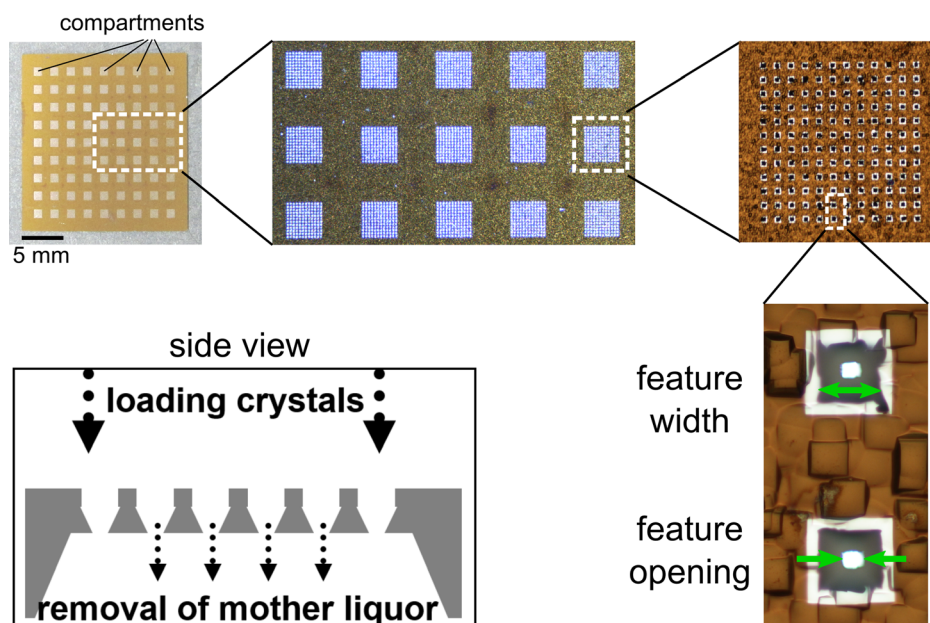 compartments
5 mm
side view
loading crystals
removal of mother liquor
feature
width
feature
opening